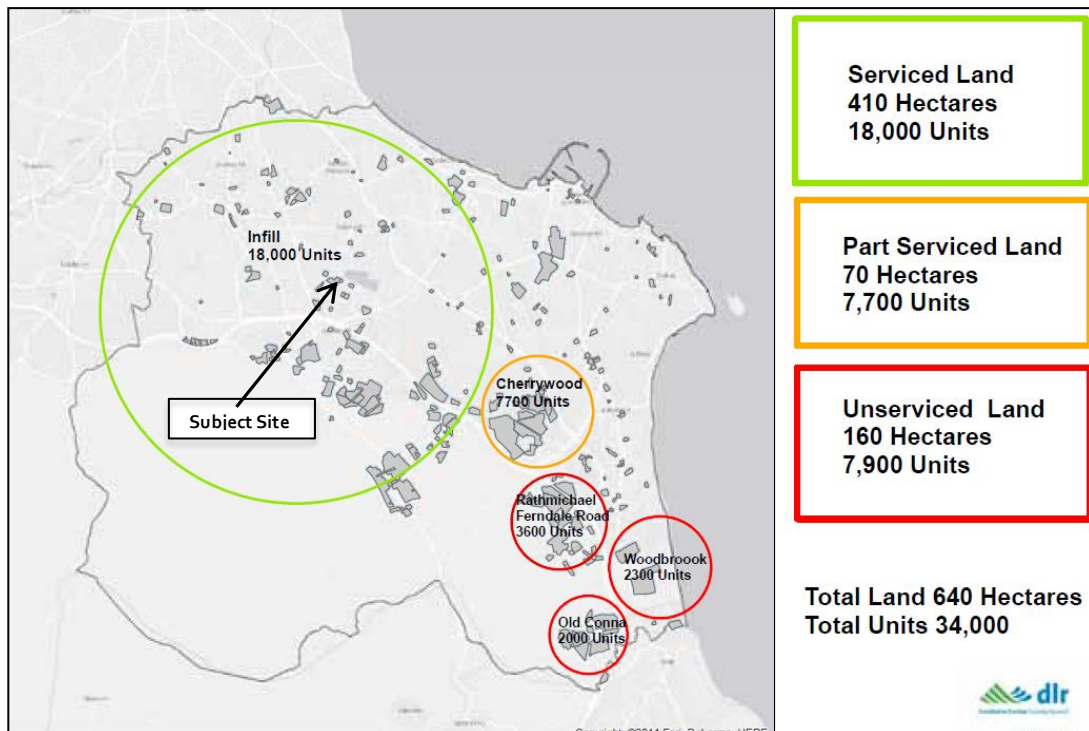 Infill
18,000 Units
Subject Site
Cherrywood
7700 Units
Rathmichael
Ferndale Road
3600 Units
Woodbroook
2300 Units
Old Conna
2000 Units
Serviced Land
410 Hectares
18,000 Units
Part Serviced Land
70 Hectares
7,700 Units
Unserviced Land
160 Hectares
7,900 Units
Total Land 640 Hectares
Total Units 34,000
dlr